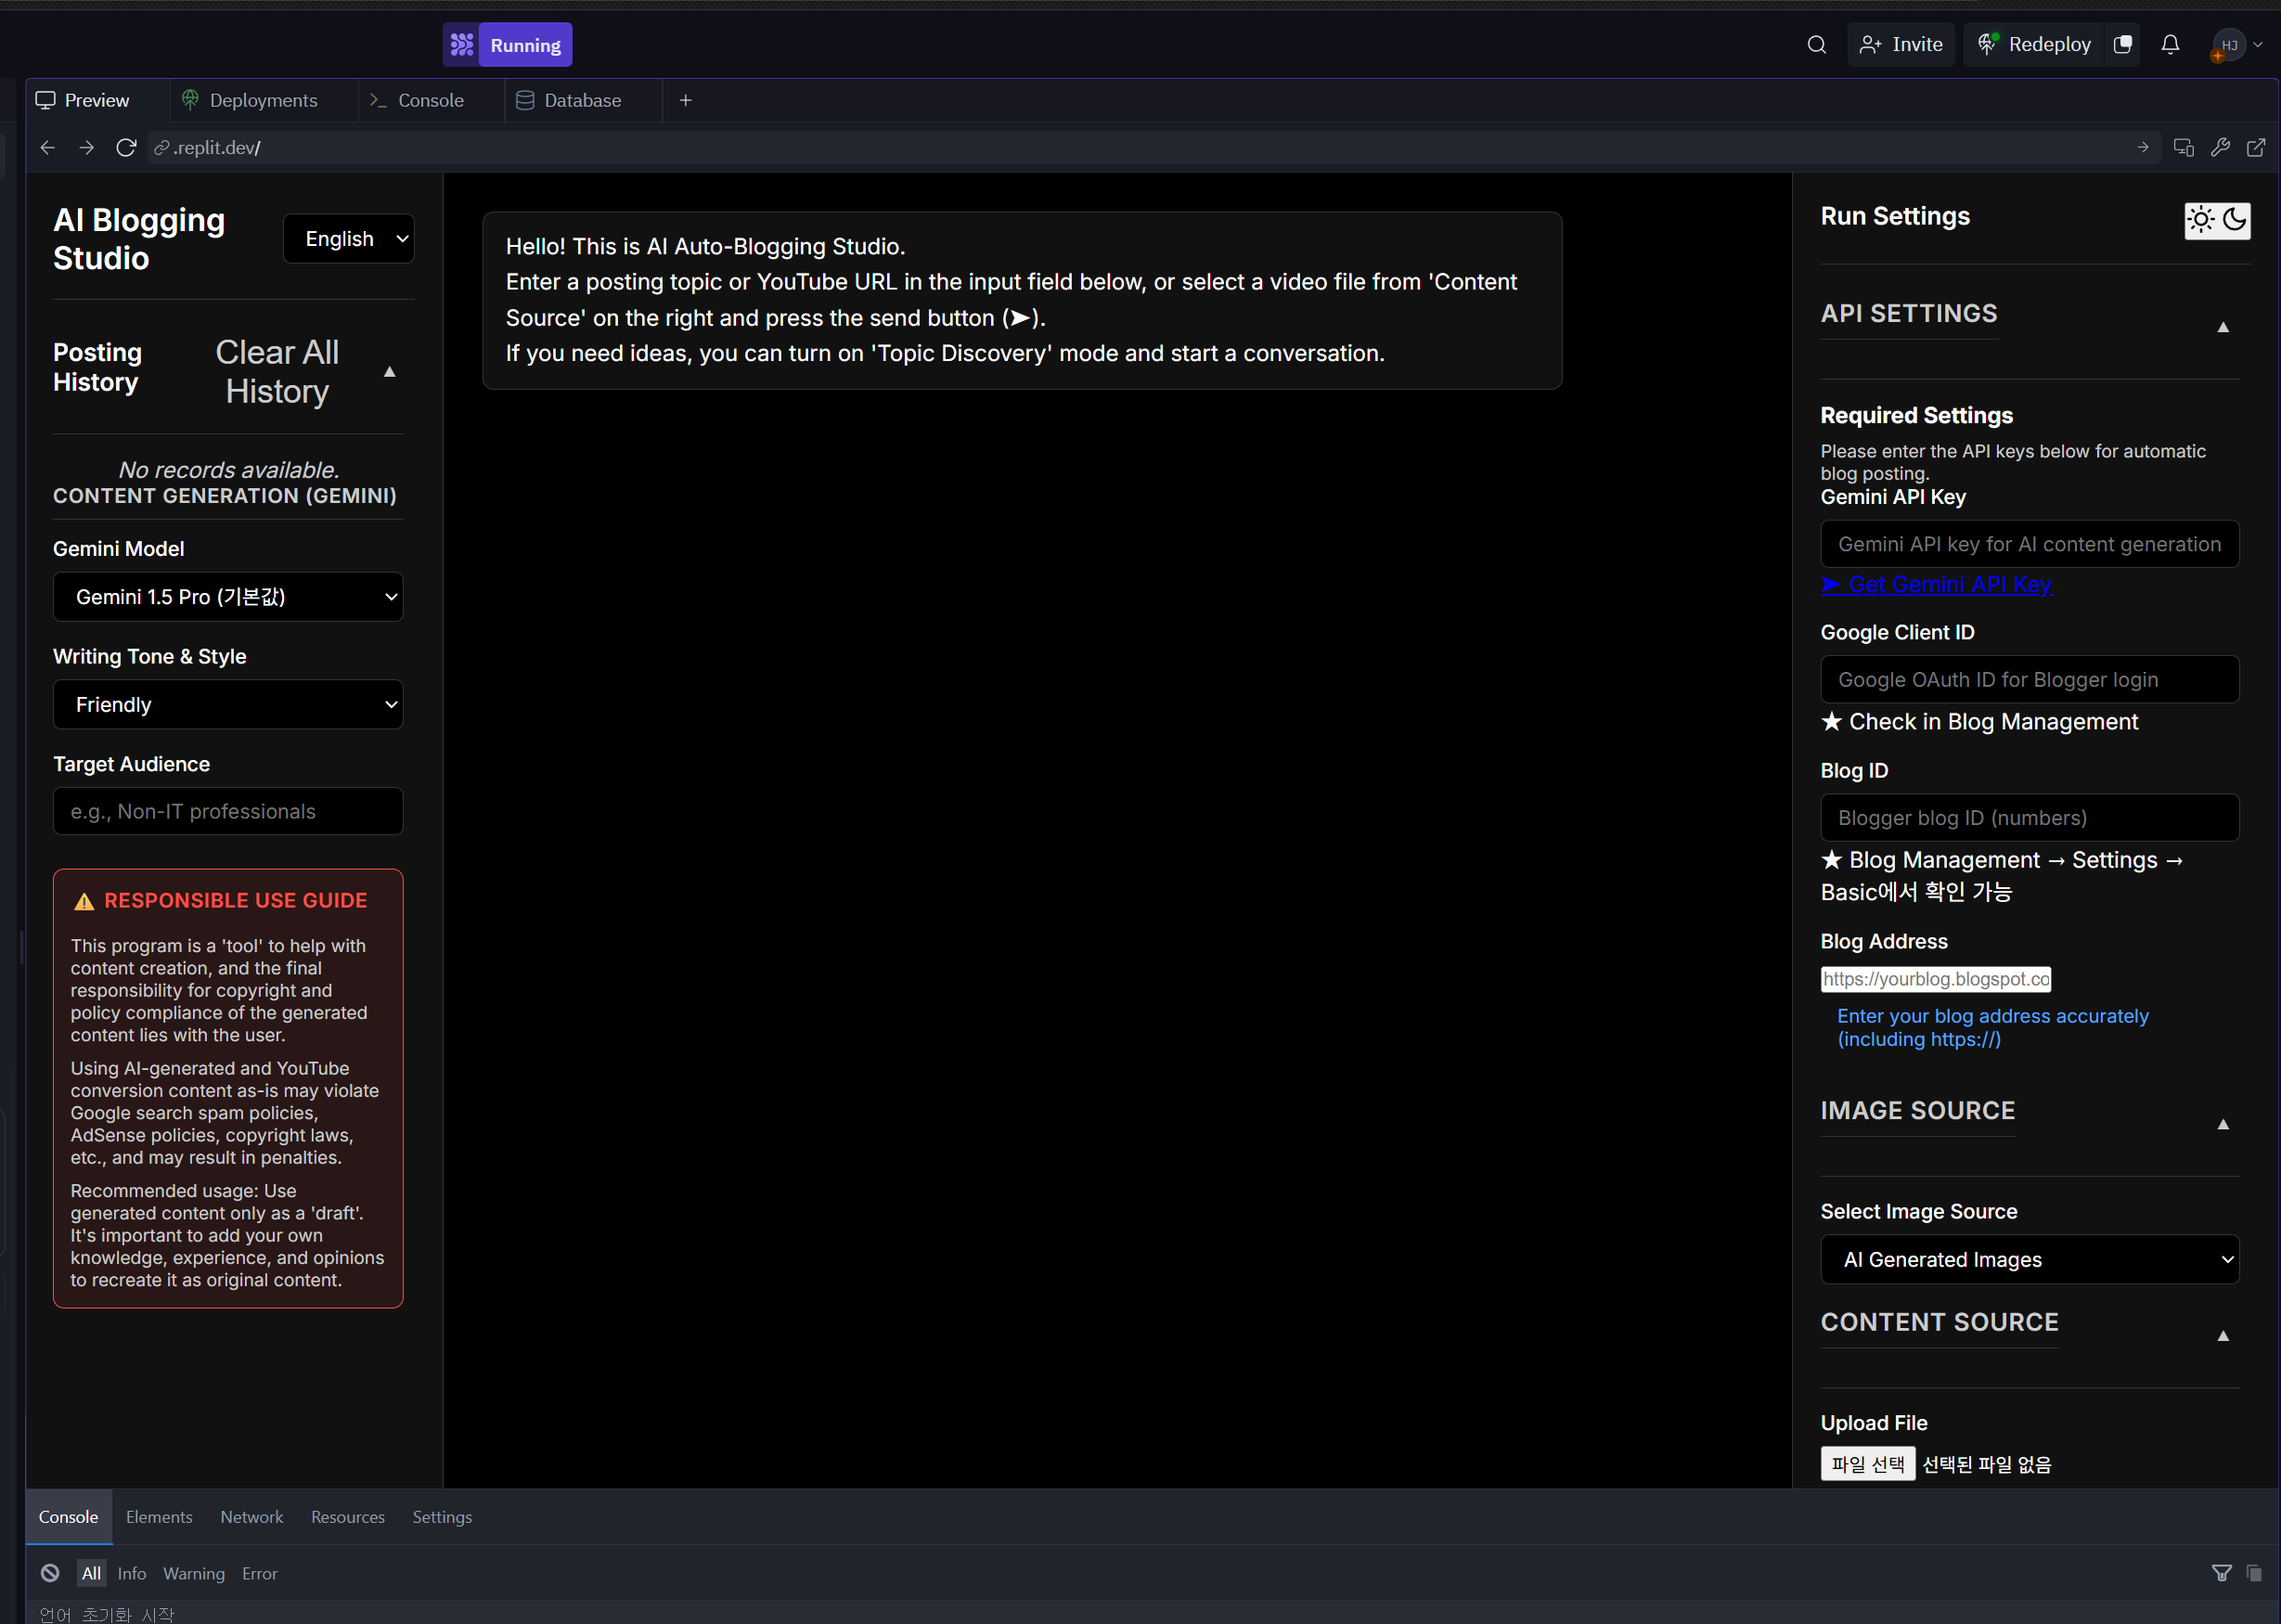 Running
Invite
Redeploy
HJ
Preview
Deployments
Console
Database
.replit.dev/
AI Blogging
Studio
English
Posting
History
Clear All
History
▲
No records available.
CONTENT GENERATION (GEMINI)
Gemini Model
Gemini 1.5 Pro (기본값)
Writing Tone & Style
Friendly
Target Audience
e.g., Non-IT professionals
⚠️ RESPONSIBLE USE GUIDE
This program is a 'tool' to help with
content creation, and the final
responsibility for copyright and
policy compliance of the generated
content lies with the user.
Using AI-generated and YouTube
conversion content as-is may violate
Google search spam policies,
AdSense policies, copyright laws,
etc., and may result in penalties.
Recommended usage: Use
generated content only as a 'draft'.
It's important to add your own
knowledge, experience, and opinions
to recreate it as original content.
Hello! This is AI Auto-Blogging Studio.
Enter a posting topic or YouTube URL in the input field below, or select a video file from 'Content
Source' on the right and press the send button (➤).
If you need ideas, you can turn on 'Topic Discovery' mode and start a conversation.
Run Settings
API SETTINGS
▲
Required Settings
Please enter the API keys below for automatic
blog posting.
Gemini API Key
Gemini API key for AI content generation
➤ Get Gemini API Key
Google Client ID
Google OAuth ID for Blogger login
★ Check in Blog Management
Blog ID
Blogger blog ID (numbers)
★ Blog Management → Settings →
Basic에서 확인 가능
Blog Address
https://yourblog.blogspot.co
Enter your blog address accurately
(including https://)
IMAGE SOURCE
▲
Select Image Source
AI Generated Images
CONTENT SOURCE
▲
Upload File
파일 선택 선택된 파일 없음
Console
Elements
Network
Resources
Settings
All
Info
Warning
Error
언어 초기화 시작